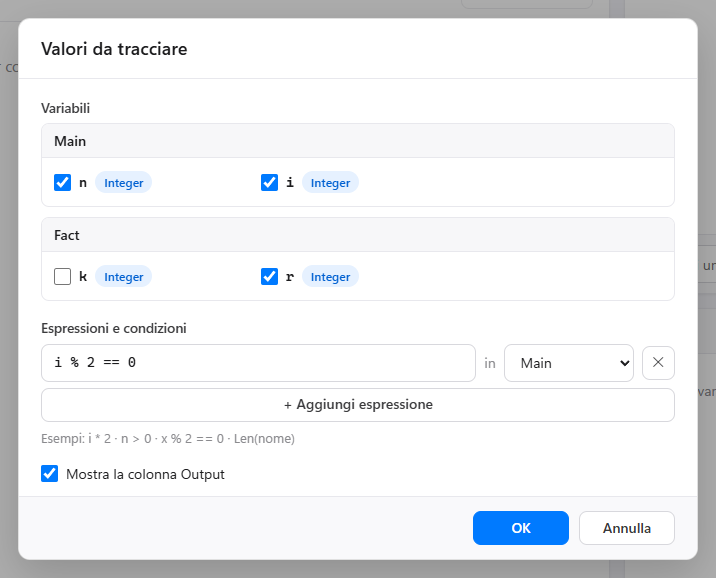 Valori da tracciare
Variabili
Main
n Integer i Integer
Fact
k Integer r Integer
Espressioni e condizioni
i % 2 == 0 in Main
+ Aggiungi espressione
Esempi: i * 2 · n > 0 · x % 2 == 0 · Len(nome)
Mostra la colonna Output
OK Annulla